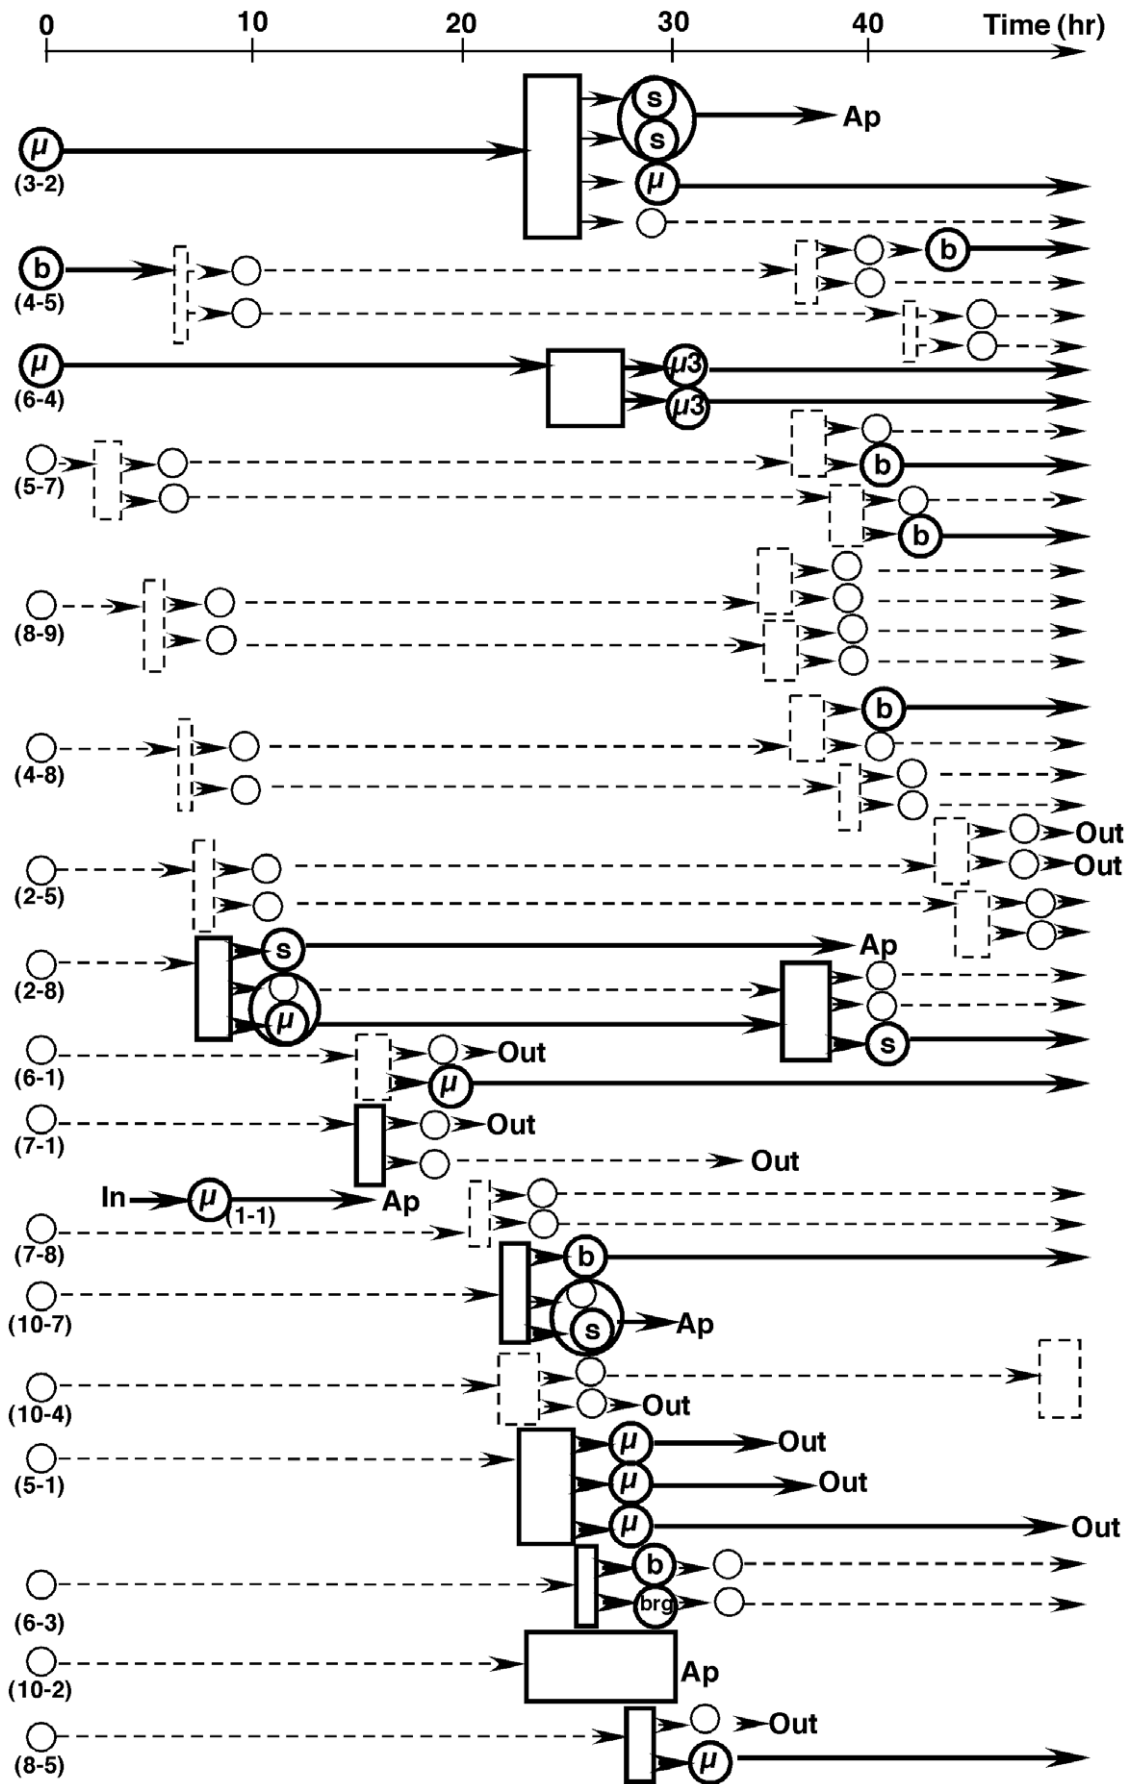 0 10 20 30 40 Time (hr)
s
Ap
s
µ
µ
(3-2)
b
b
(4-5)
µ
µ3
(6-4)
µ3
(5-7)
b
b
(8-9)
b
(4-8)
Out
Out
(2-5)
s Ap
(2-8)
µ
s
Out
(6-1)
µ
(7-1)
Out
Out
In µ Ap
(1-1)
(7-8)
b
(10-7)
s Ap
(10-4)
Out
µ Out
(5-1)
µ Out
µ Out
b
(6-3)
brg
(10-2)
Ap
Out
(8-5)
µ